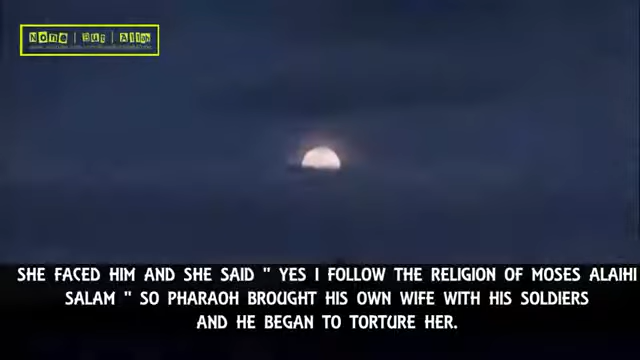 None | But | Allah
SHE FACED HIM AND SHE SAID " YES I FOLLOW THE RELIGION OF MOSES ALAIHI
SALAM " SO PHARAOH BROUGHT HIS OWN WIFE WITH HIS SOLDIERS
AND HE BEGAN TO TORTURE HER.